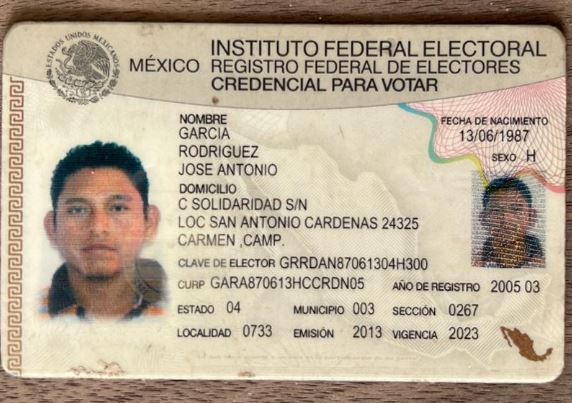 ESTADOS UNIDOS MEXICANOS
MÉXICO
INSTITUTO FEDERAL ELECTORAL
REGISTRO FEDERAL DE ELECTORES
CREDENCIAL PARA VOTAR
NOMBRE
GARCIA
RODRIGUEZ
JOSE ANTONIO
FECHA DE NACIMIENTO
13/06/1987
SEXO H
DOMICILIO
C SOLIDARIDAD S/N
LOC SAN ANTONIO CARDENAS 24325
CARMEN ,CAMP.
CLAVE DE ELECTOR GRRDAN87061304H300
CURP GARA870613HCCRDN05 AÑO DE REGISTRO 2005 03
ESTADO 04 MUNICIPIO 003 SECCIÓN 0267
LOCALIDAD 0733 EMISIÓN 2013 VIGENCIA 2023